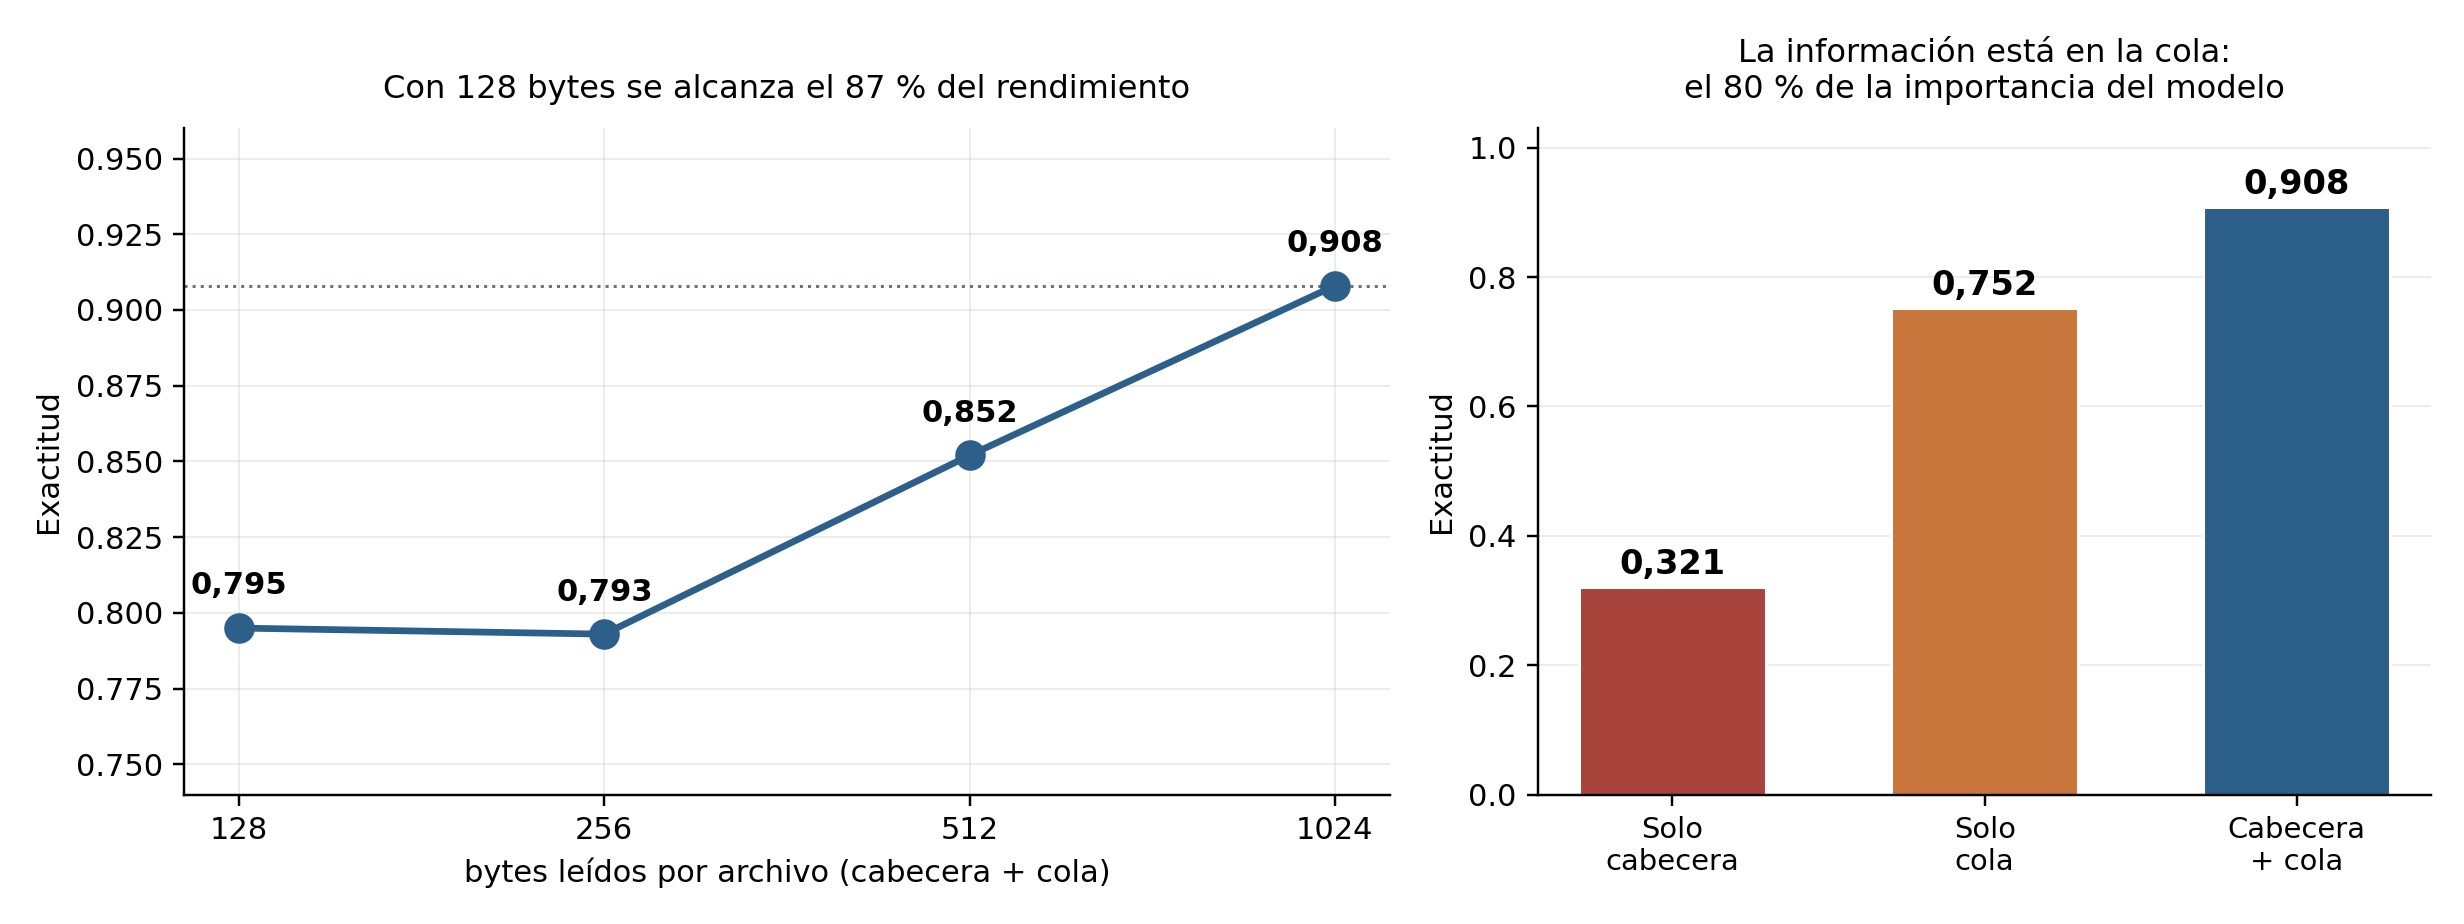 Con 128 bytes se alcanza el 87 % del rendimiento
Exactitud
0.950
0.925
0.900
0.875
0.850
0.825
0.800
0.775
0.750
0,795
0,793
0,852
0,908
128
256
512
1024
bytes leídos por archivo (cabecera + cola)
La información está en la cola:
el 80 % de la importancia del modelo
Exactitud
1.0
0.8
0.6
0.4
0.2
0.0
0,321
0,752
0,908
Solo
cabecera
Solo
cola
Cabecera
+ cola